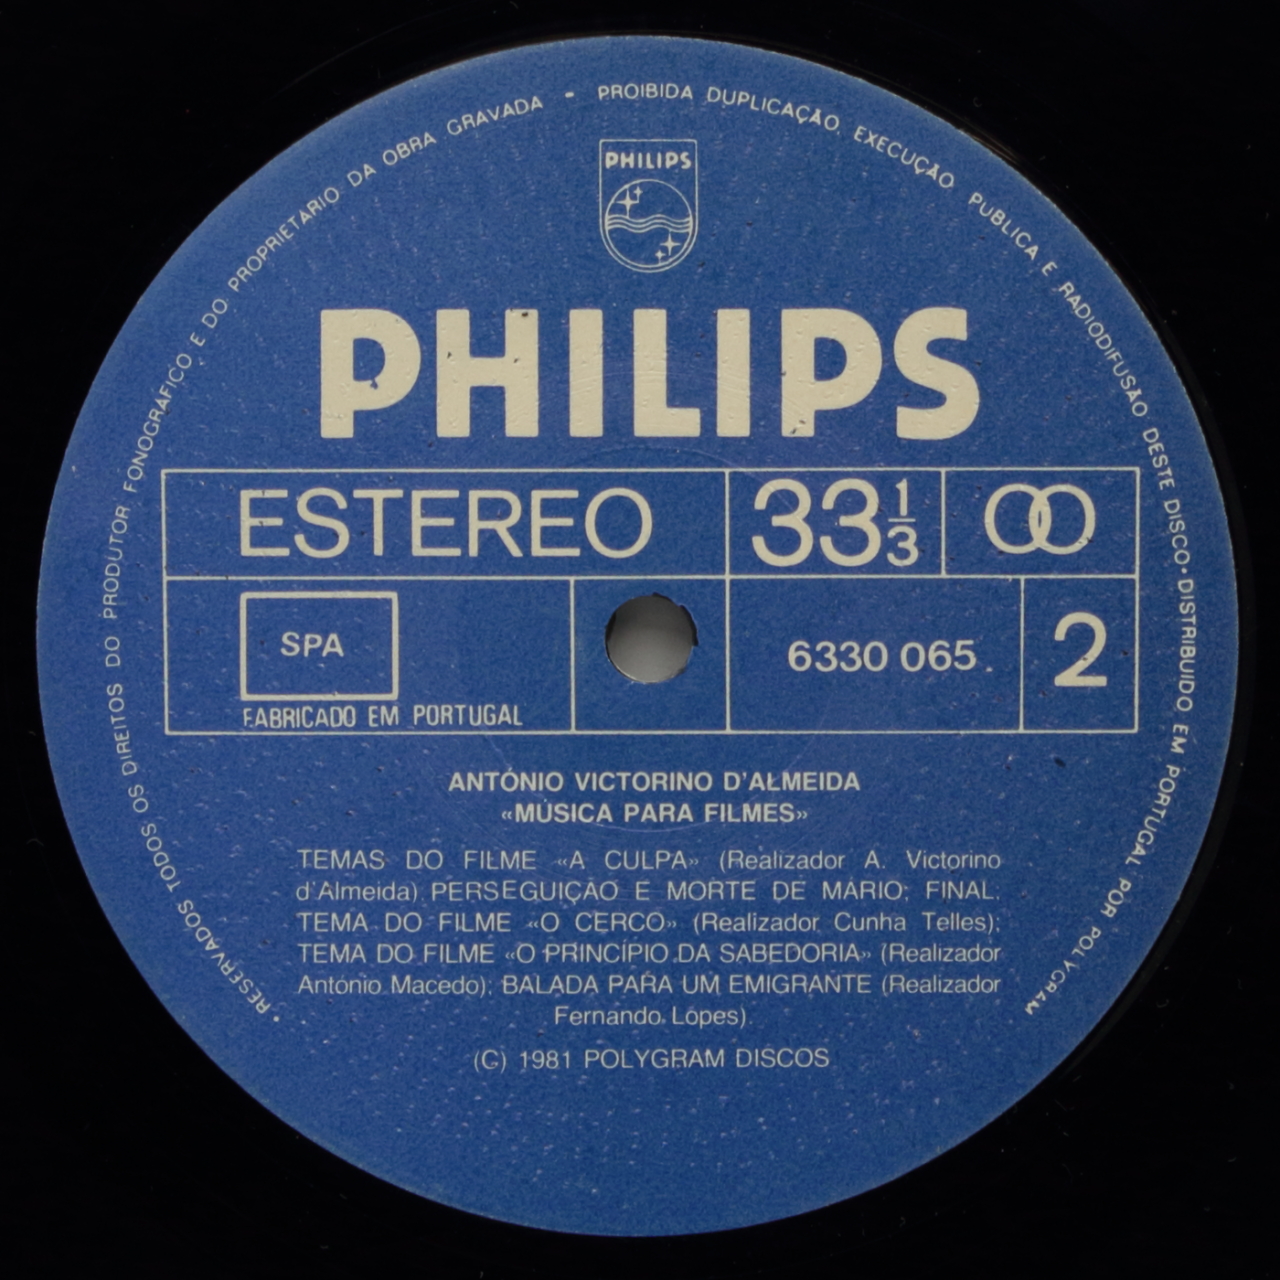 • RESERVADOS TODOS OS DIREITOS DO PRODUTOR FONOGRÁFICO E DO PROPRIETARIO DA OBRA GRAVADA - PROIBIDA DUPLICAÇÃO, EXECUÇÃO PUBLICA E RADIODIFUSÃO DESTE DISCO • DISTRIBUIDO EM PORTUGAL POR POLYGRAM
PHILIPS
PHILIPS
ESTEREO 33 1/3
SPA
6330 065. 2
FABRICADO EM PORTUGAL
ANTÓNIO VICTORINO D'ALMEIDA
«MÚSICA PARA FILMES»
TEMAS DO FILME «A CULPA» (Realizador A. Victorino
d'Almeida) PERSEGUIÇÃO E MORTE DE MÁRIO; FINAL.
TEMA DO FILME «O CERCO» (Realizador Cunha Telles);
TEMA DO FILME «O PRINCÍPIO DA SABEDORIA» (Realizador
António Macedo); BALADA PARA UM EMIGRANTE (Realizador
Fernando Lopes).
(C) 1981 POLYGRAM DISCOS